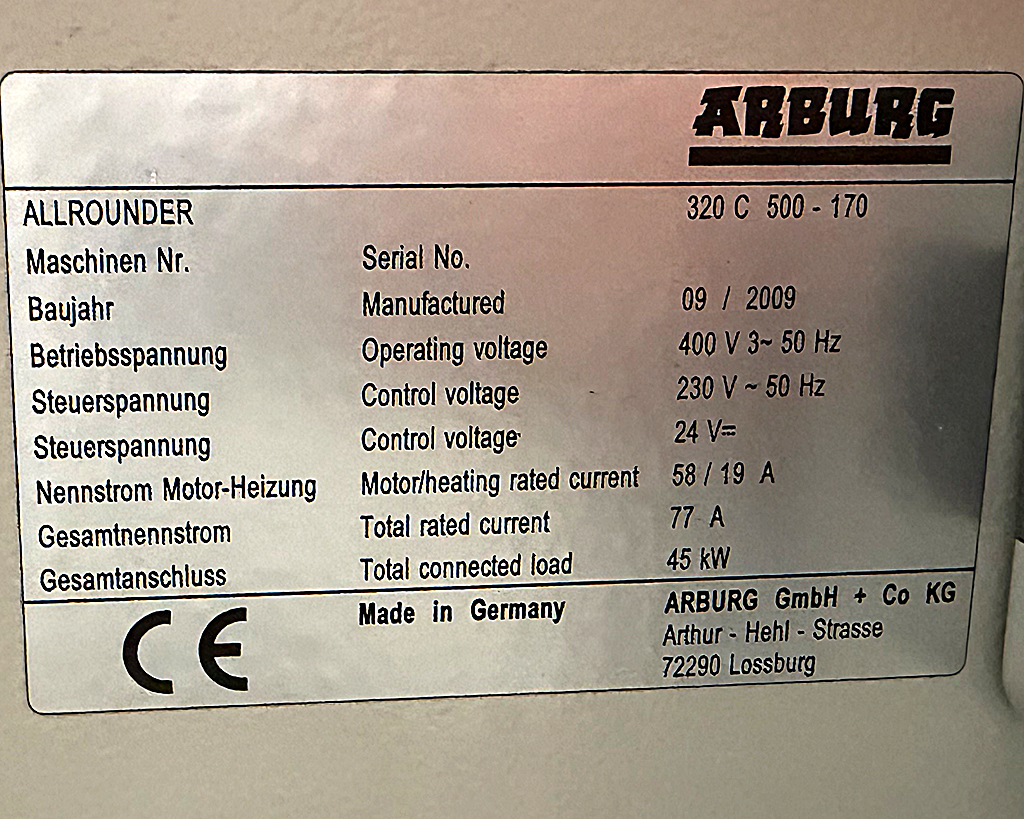 ARBURG
ALLROUNDER 320 C 500 - 170
Maschinen Nr. Serial No.
Baujahr Manufactured 09 / 2009
Betriebsspannung Operating voltage 400 V 3~ 50 Hz
Steuerspannung Control voltage 230 V ~ 50 Hz
Steuerspannung Control voltage 24 V=
Nennstrom Motor-Heizung Motor/heating rated current 58 / 19 A
Gesamtnennstrom Total rated current 77 A
Gesamtanschluss Total connected load 45 kW
CE Made in Germany ARBURG GmbH + Co KG
Arthur - Hehl - Strasse
72290 Lossburg